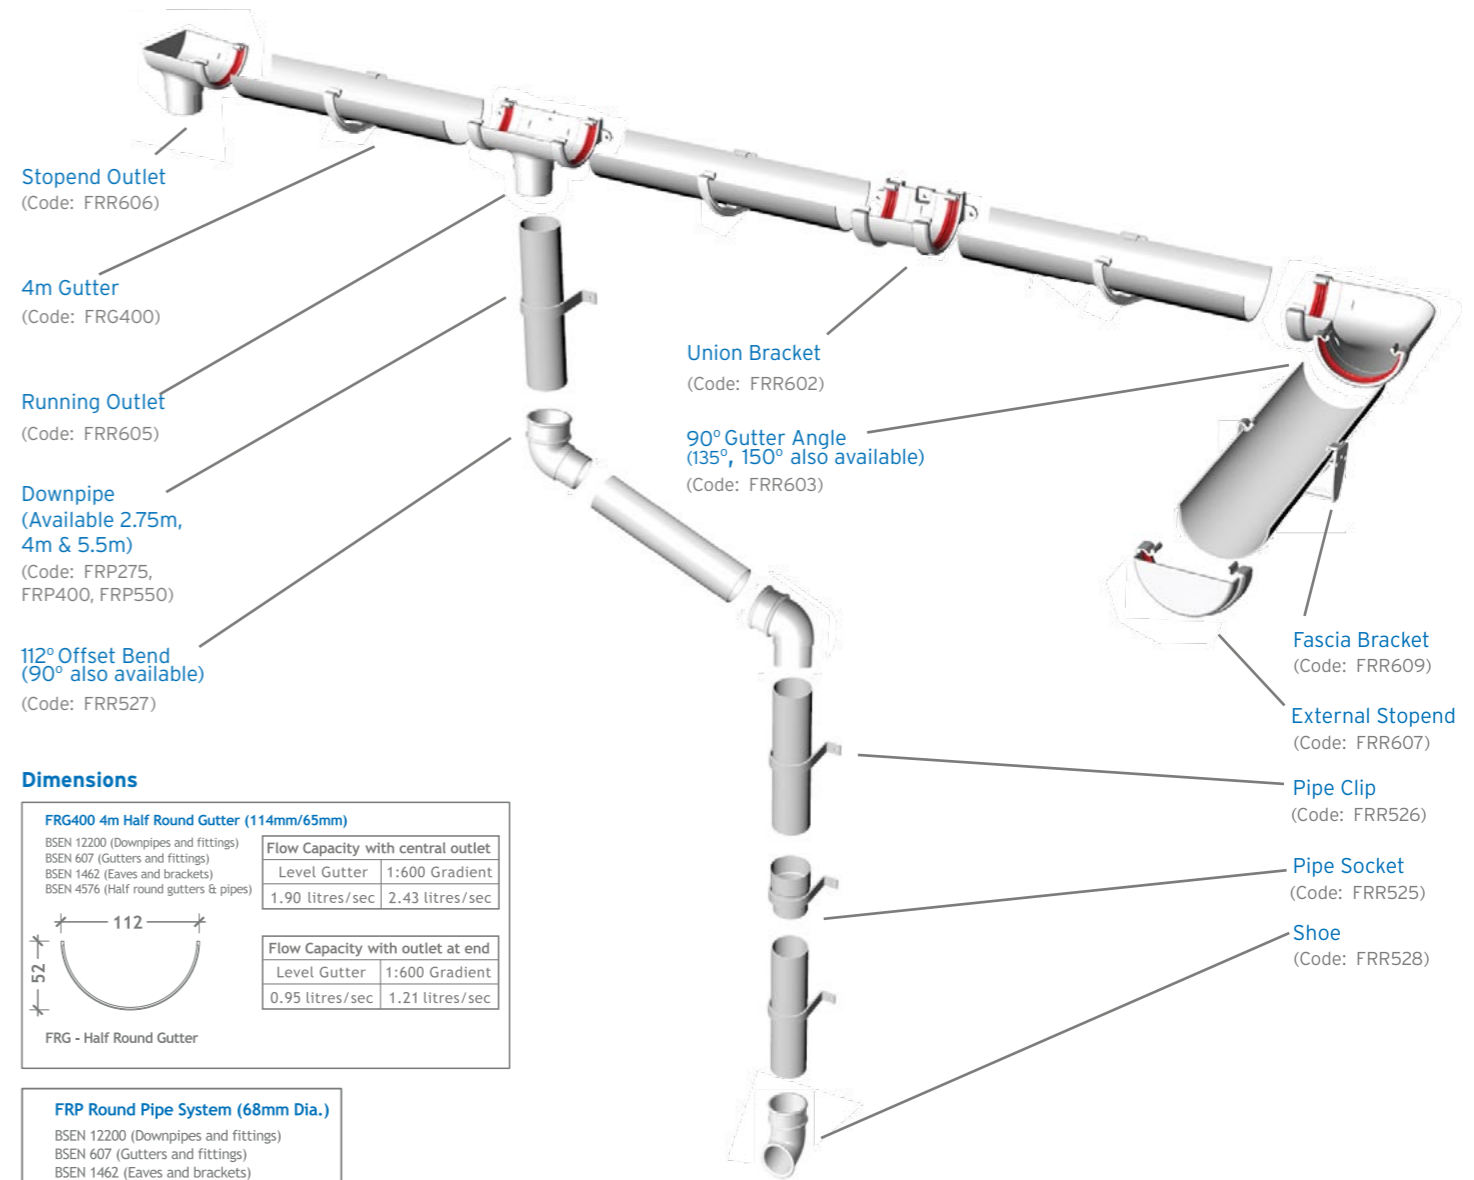 Stopend Outlet
(Code: FRR606)
4m Gutter
(Code: FRG400)
Running Outlet
(Code: FRR605)
Downpipe
(Available 2.75m,
4m & 5.5m)
(Code: FRP275,
FRP400, FRP550)
112º Offset Bend
(90º also available)
(Code: FRR527)
Union Bracket
(Code: FRR602)
90º Gutter Angle
(135º, 150º also available)
(Code: FRR603)
Fascia Bracket
(Code: FRR609)
External Stopend
(Code: FRR607)
Pipe Clip
(Code: FRR526)
Pipe Socket
(Code: FRR525)
Shoe
(Code: FRR528)
Dimensions
FRG400 4m Half Round Gutter (114mm/65mm)
BSEN 12200 (Downpipes and fittings)
BSEN 607 (Gutters and fittings)
BSEN 1462 (Eaves and brackets)
BSEN 4576 (Half round gutters & pipes)
112
52
FRG - Half Round Gutter
Flow Capacity with central outlet
Level Gutter 1:600 Gradient
1.90 litres/sec 2.43 litres/sec
Flow Capacity with outlet at end
Level Gutter 1:600 Gradient
0.95 litres/sec 1.21 litres/sec
FRP Round Pipe System (68mm Dia.)
BSEN 12200 (Downpipes and fittings)
BSEN 607 (Gutters and fittings)
BSEN 1462 (Eaves and brackets)